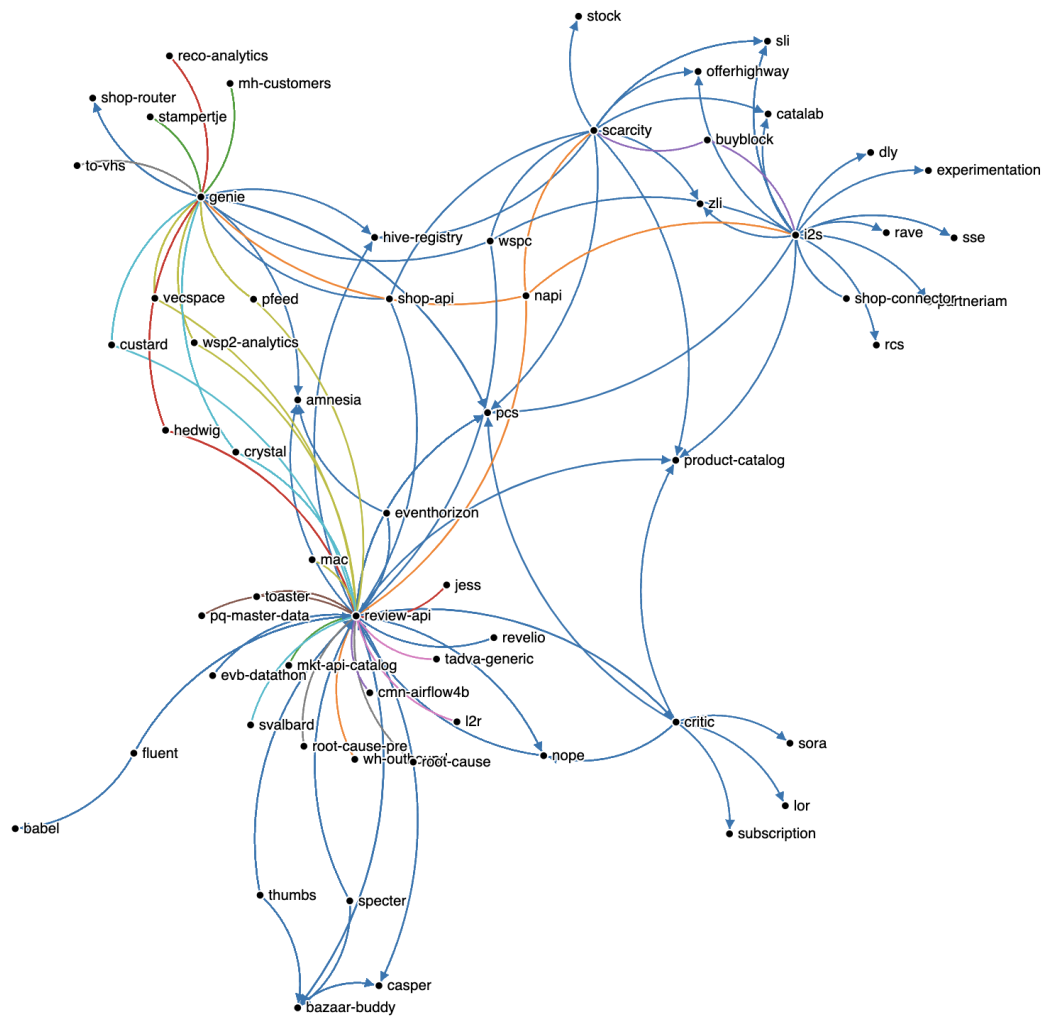 stock
sli
reco-analytics
offerhighway
mh-customers
shop-router
catalab
stampertje
scarcity
buyblock
dly
to-vhs
experimentation
genie
zli
hive-registry
wspc
i2s
rave
sse
vecspace
pfeed
shop-api
napi
shop-connector
partneriam
custard
wsp2-analytics
rcs
amnesia
pcs
hedwig
crystal
product-catalog
eventhorizon
mac
jess
toaster
pq-master-data
review-api
revelio
tadva-generic
mkt-api-catalog
evb-datathon
cmn-airflow4b
svalbard
l2r
critic
root-cause-pre
sora
fluent
wh-outbound
root-cause
nope
lor
babel
subscription
thumbs
specter
casper
bazaar-buddy